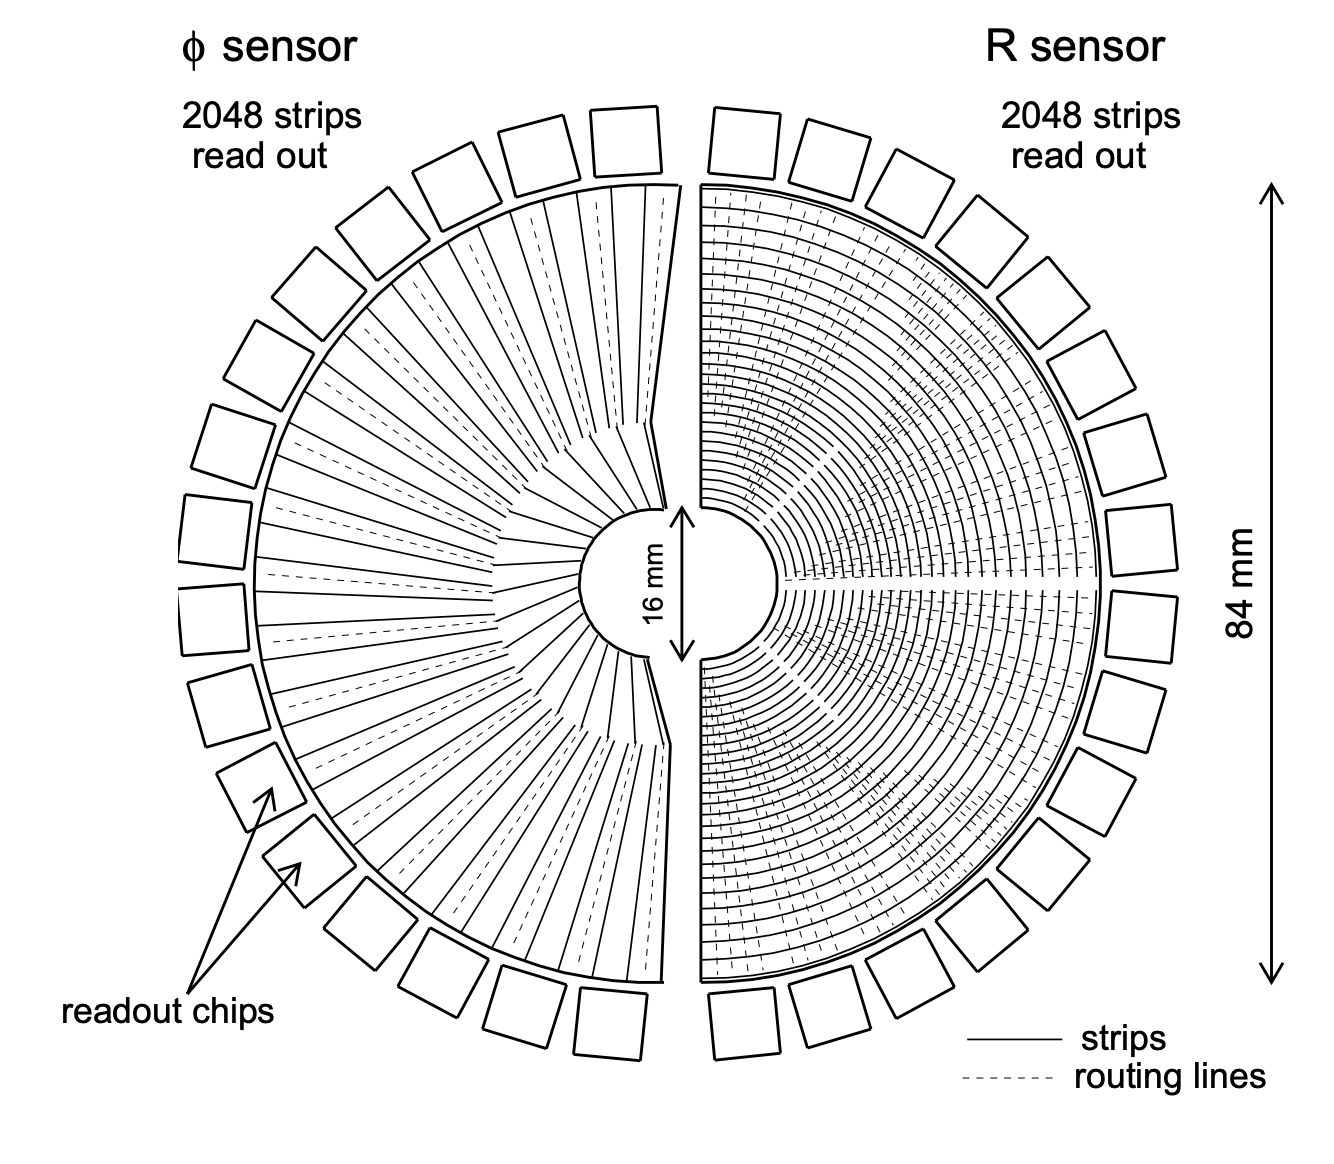 ϕ sensor
R sensor
2048 strips
read out
2048 strips
read out
16 mm
84 mm
readout chips
strips
routing lines